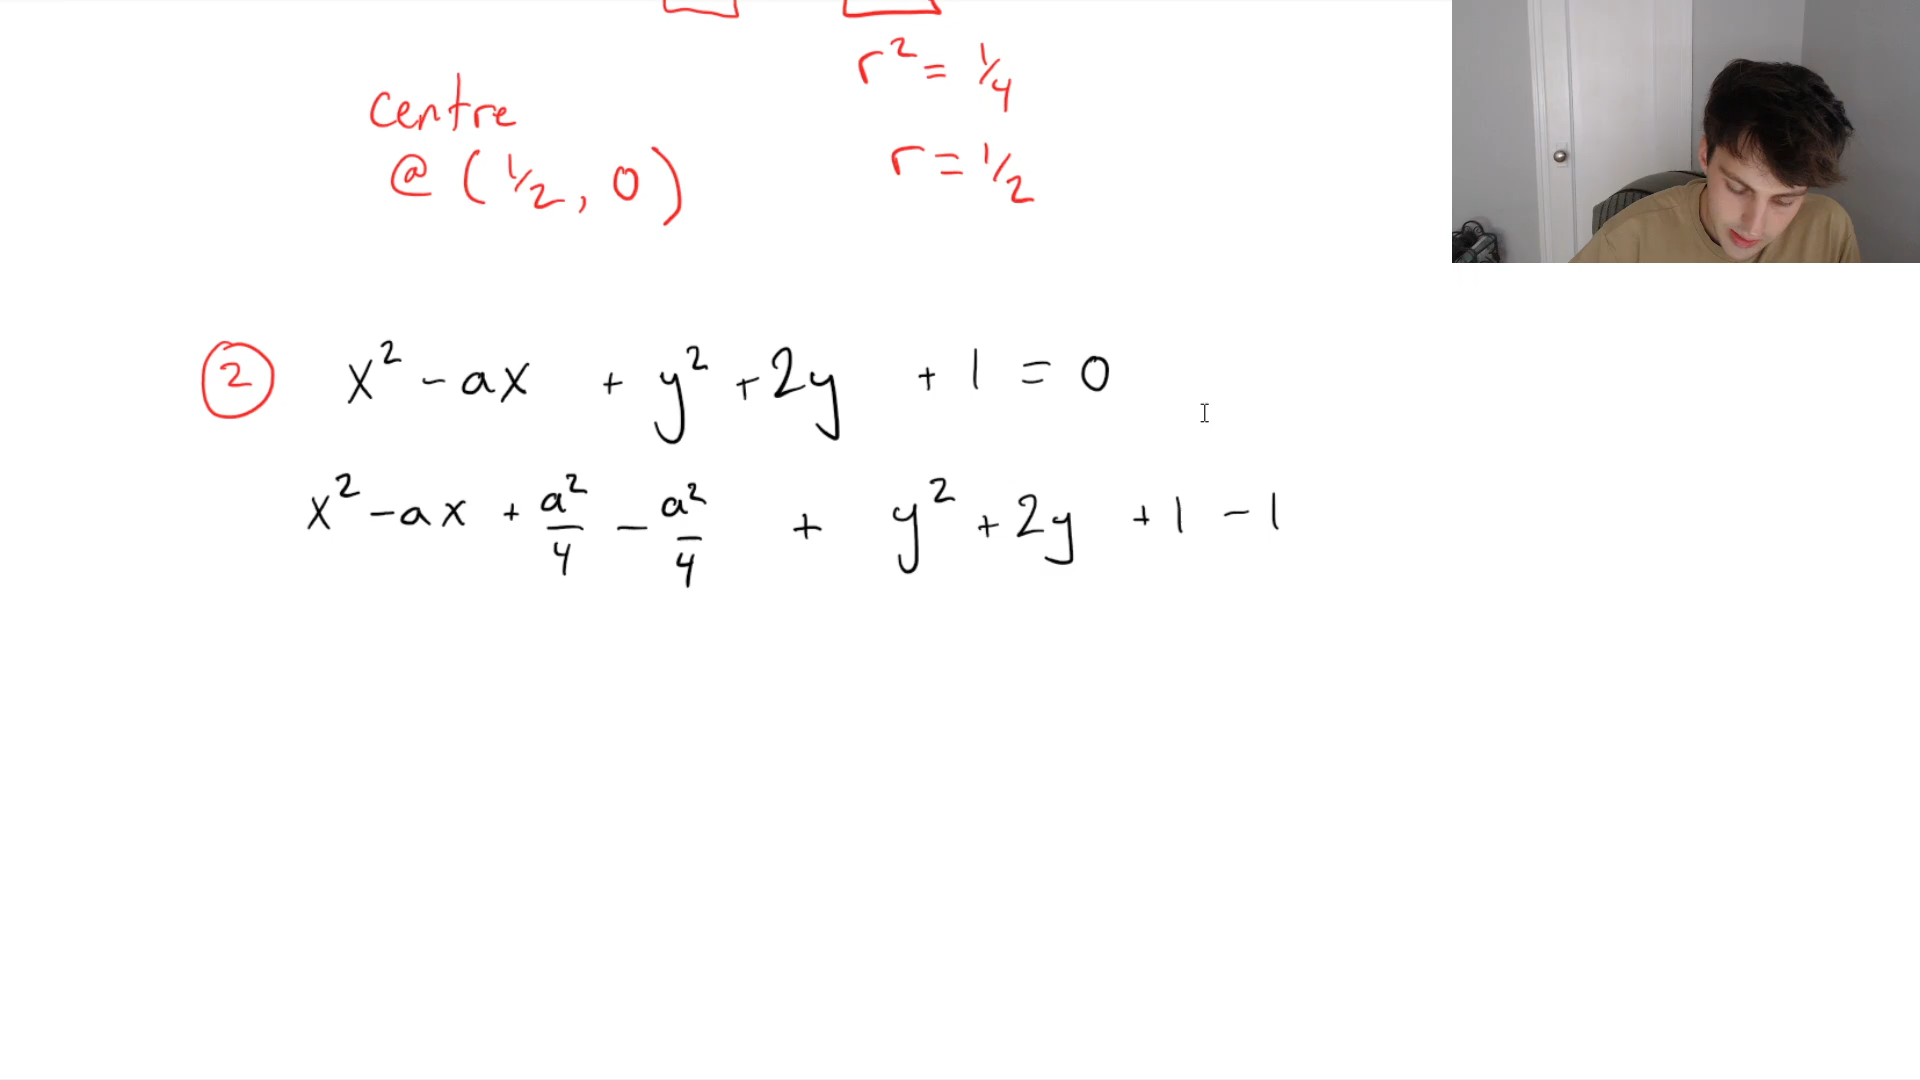 r² = 1/4
centre
@ (1/2, 0)
r = 1/2
② x² - ax + y² + 2y + 1 = 0
x² - ax + a²/4 - a²/4 + y² + 2y + 1 - 1